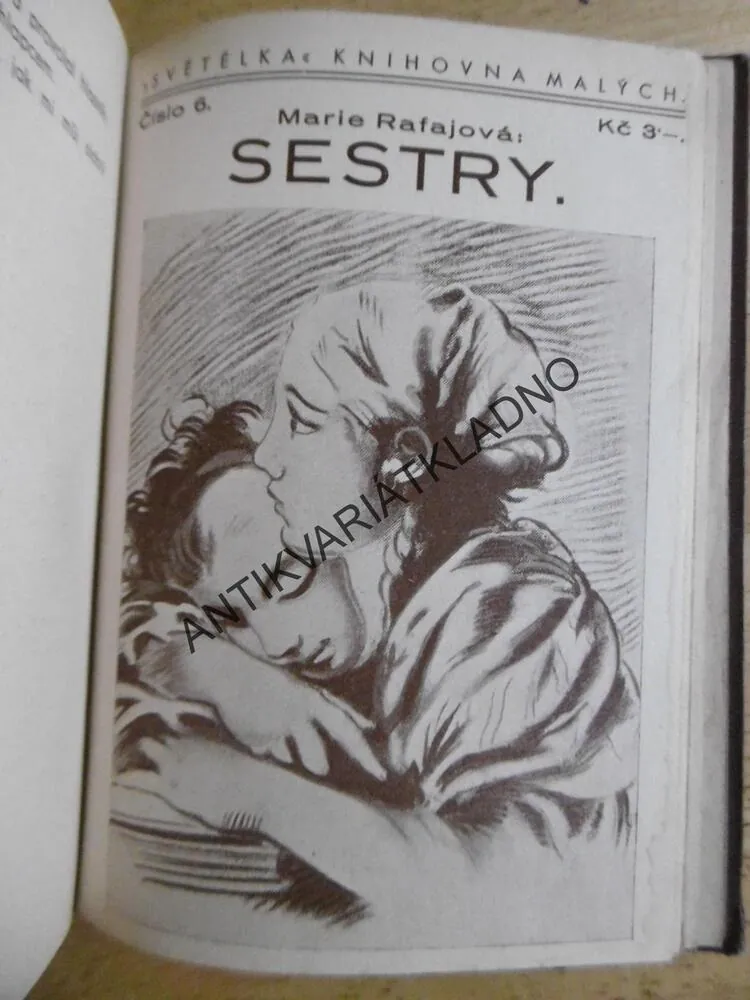 »SVĚTÉLKA« KNIHOVNA MALÝCH.
Číslo 6.
Kč 3·—.
Marie Rafajová:
SESTRY.
ANTIKVARIÁTKLADNO